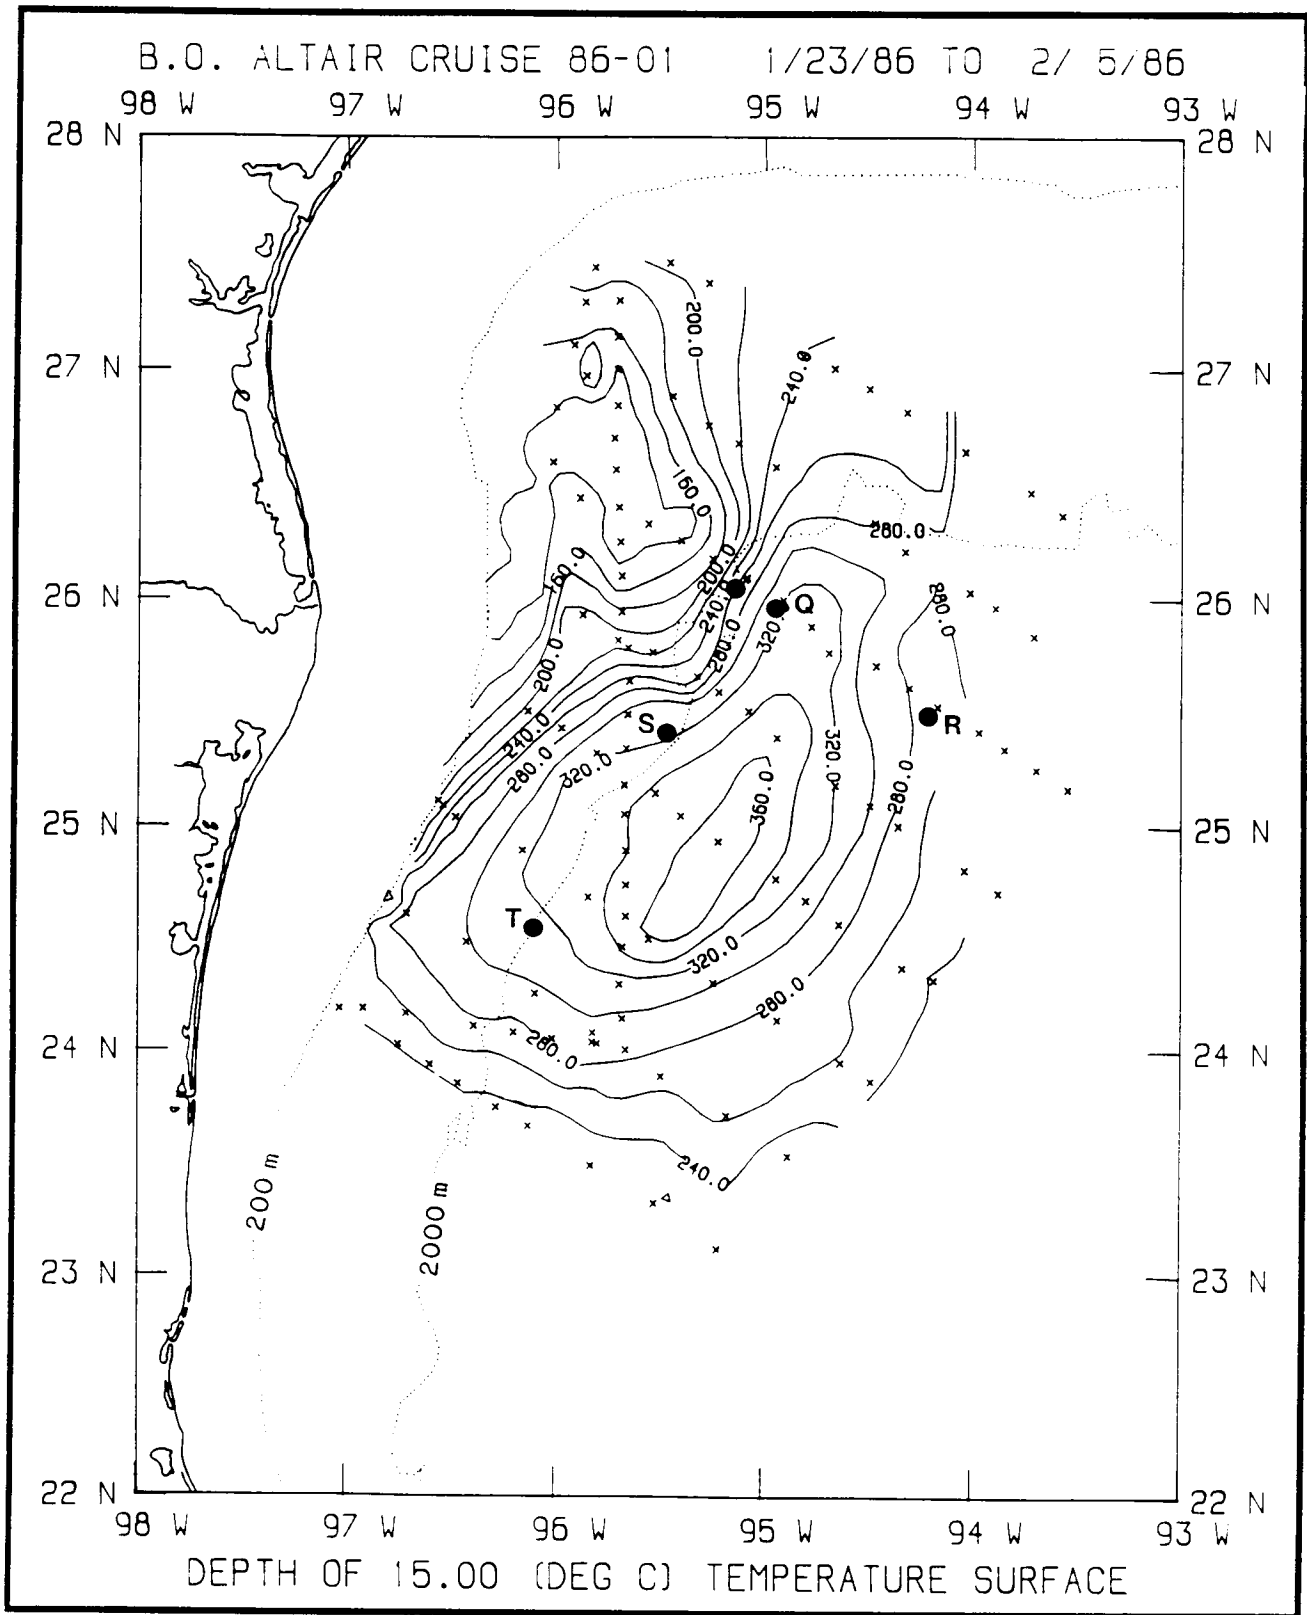 B.O. ALTAIR CRUISE 86-01 1/23/86 TO 2/ 5/86
98 W 97 W 96 W 95 W 94 W 93 W
28 N 28 N
200.0
27 N 240.0 27 N
160.0
280.0
200.0
160.0
26 N 240.0 Q 280.0 26 N
320.
280.0
200.0
S R
240.0
280.0 320.0 320.0
360.0 280.0
25 N 25 N
T
320.0
280.0
24 N 280.0 24 N
240.0
200 m
2000 m
23 N 23 N
22 N 22 N
98 W 97 W 96 W 95 W 94 W 93 W
DEPTH OF 15.00 (DEG C) TEMPERATURE SURFACE